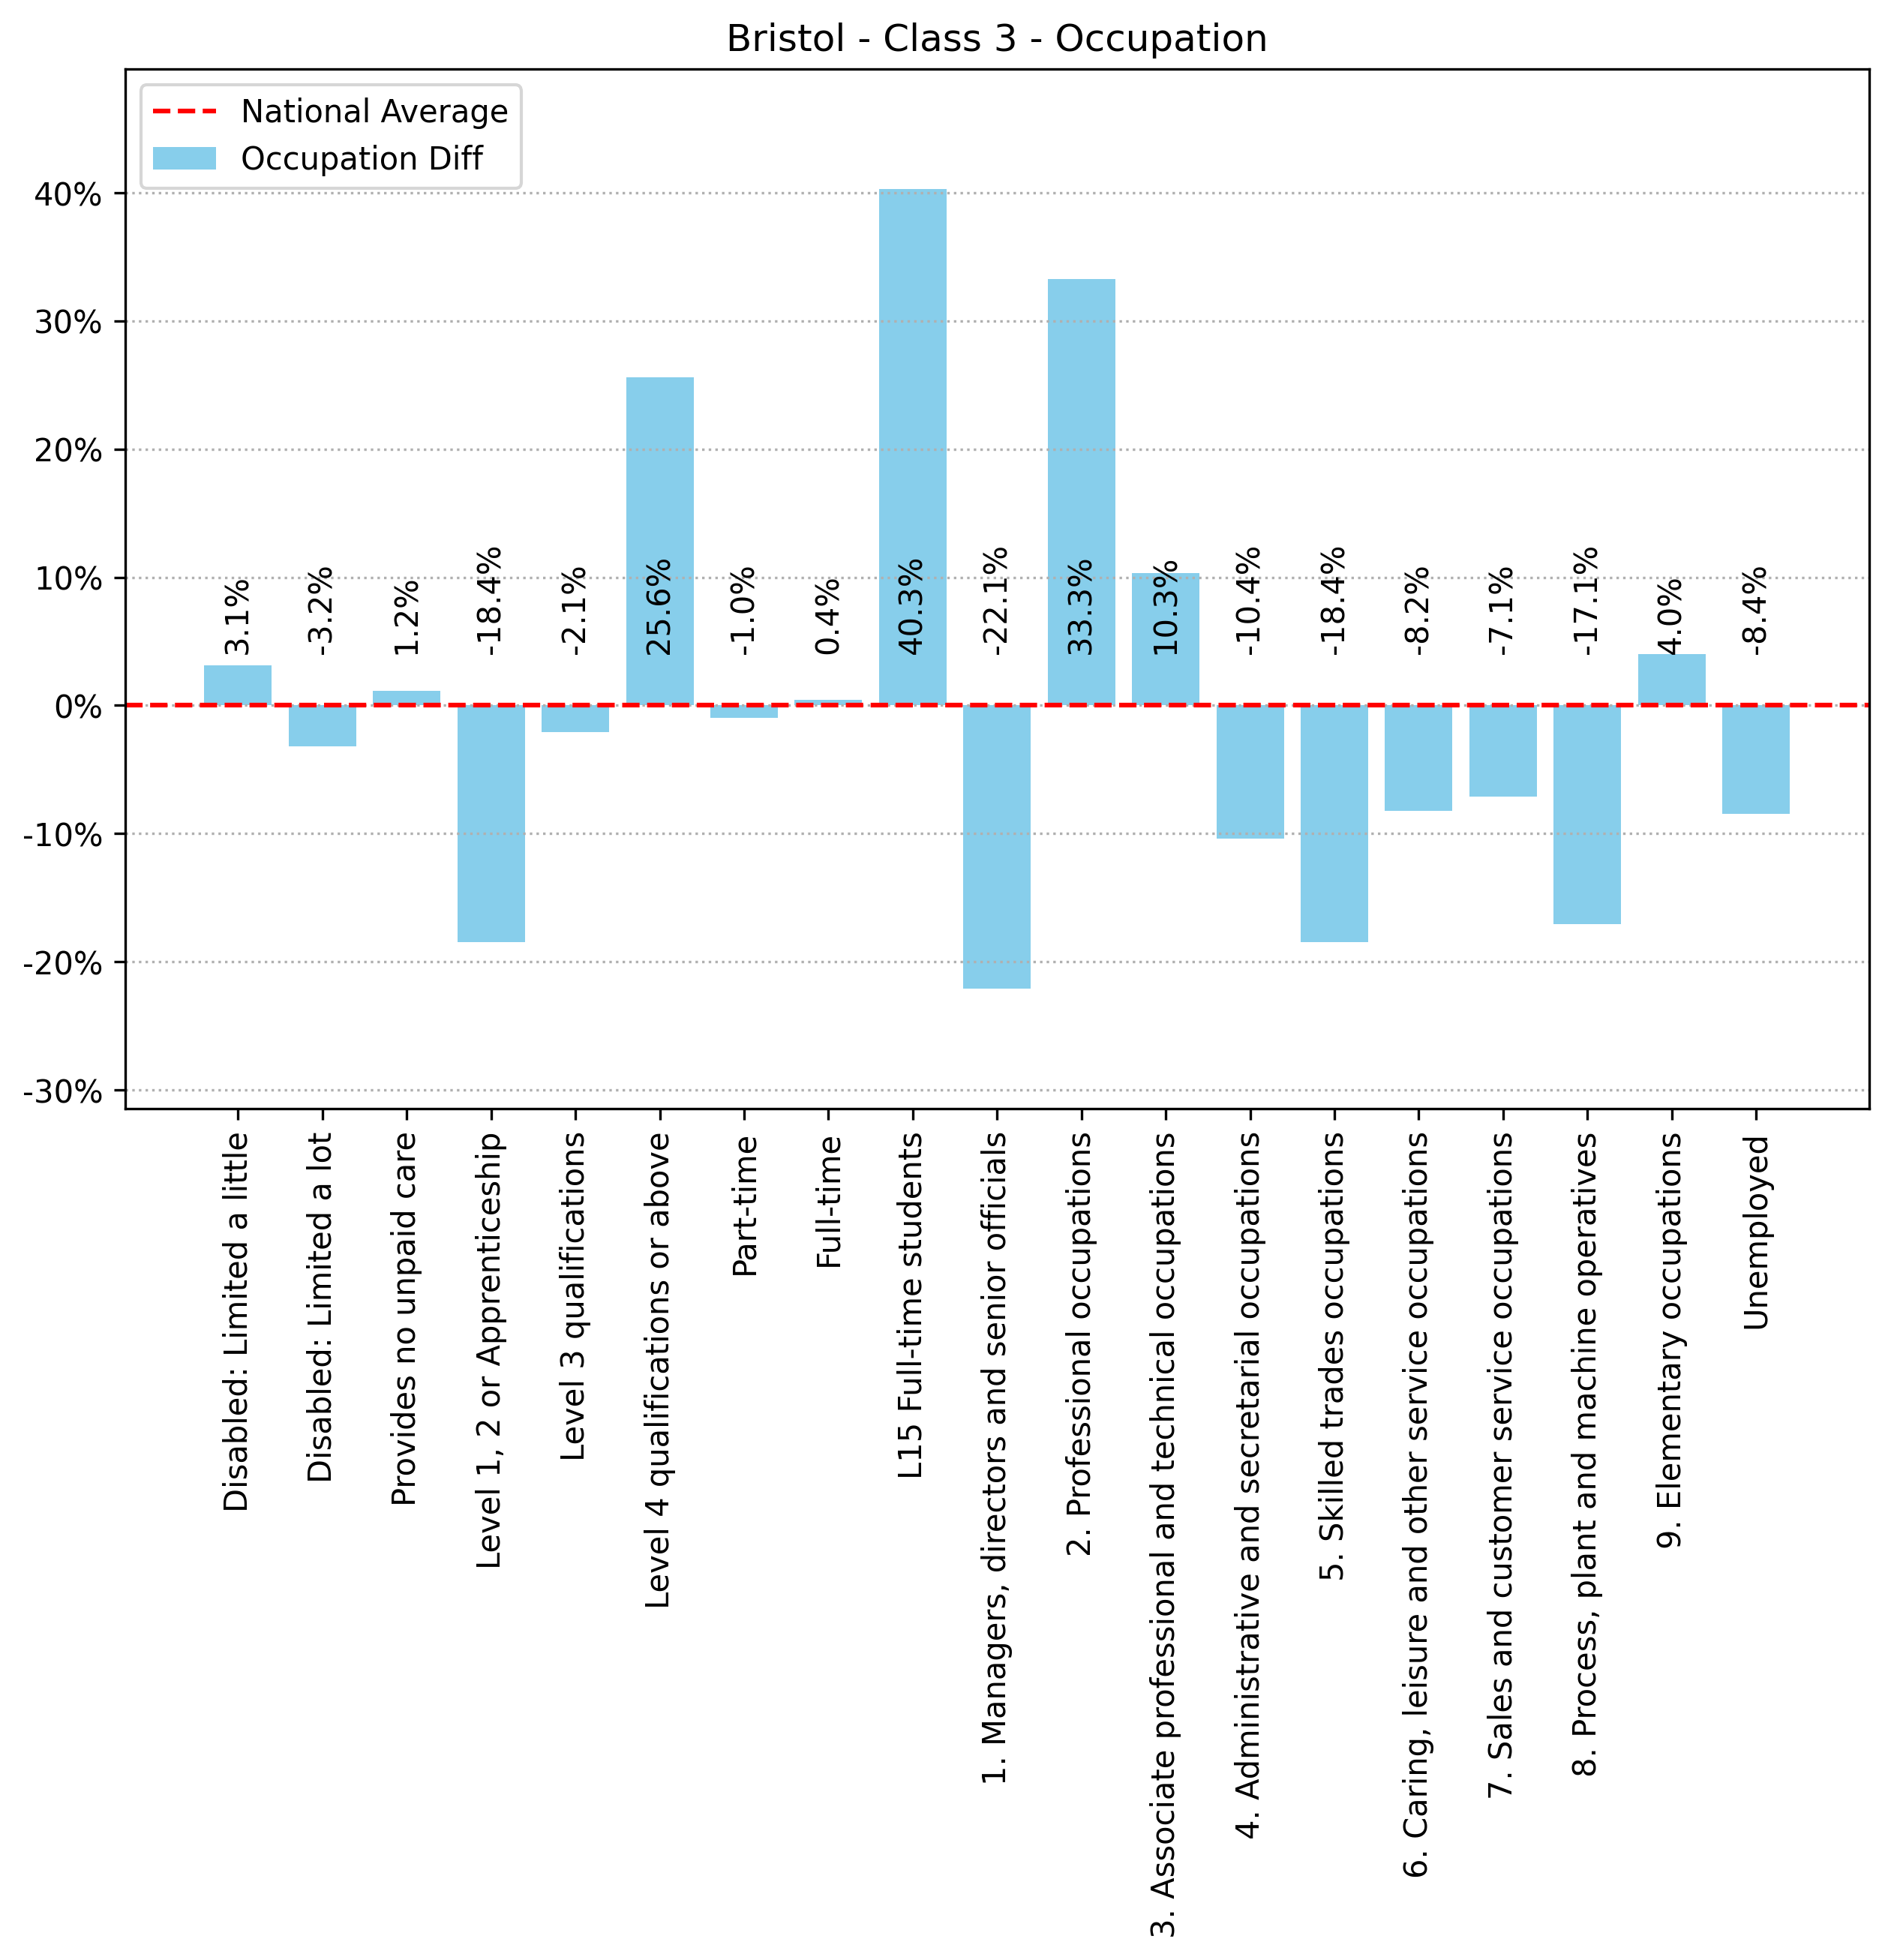 Bristol - Class 3 - Occupation
National Average
Occupation Diff
40%
30%
20%
10%
0%
-10%
-20%
-30%
3.1%
-3.2%
1.2%
-18.4%
-2.1%
25.6%
-1.0%
0.4%
40.3%
-22.1%
33.3%
10.3%
-10.4%
-18.4%
-8.2%
-7.1%
-17.1%
4.0%
-8.4%
Disabled: Limited a little
Disabled: Limited a lot
Provides no unpaid care
Level 1, 2 or Apprenticeship
Level 3 qualifications
Level 4 qualifications or above
Part-time
Full-time
L15 Full-time students
1. Managers, directors and senior officials
2. Professional occupations
3. Associate professional and technical occupations
4. Administrative and secretarial occupations
5. Skilled trades occupations
6. Caring, leisure and other service occupations
7. Sales and customer service occupations
8. Process, plant and machine operatives
9. Elementary occupations
Unemployed